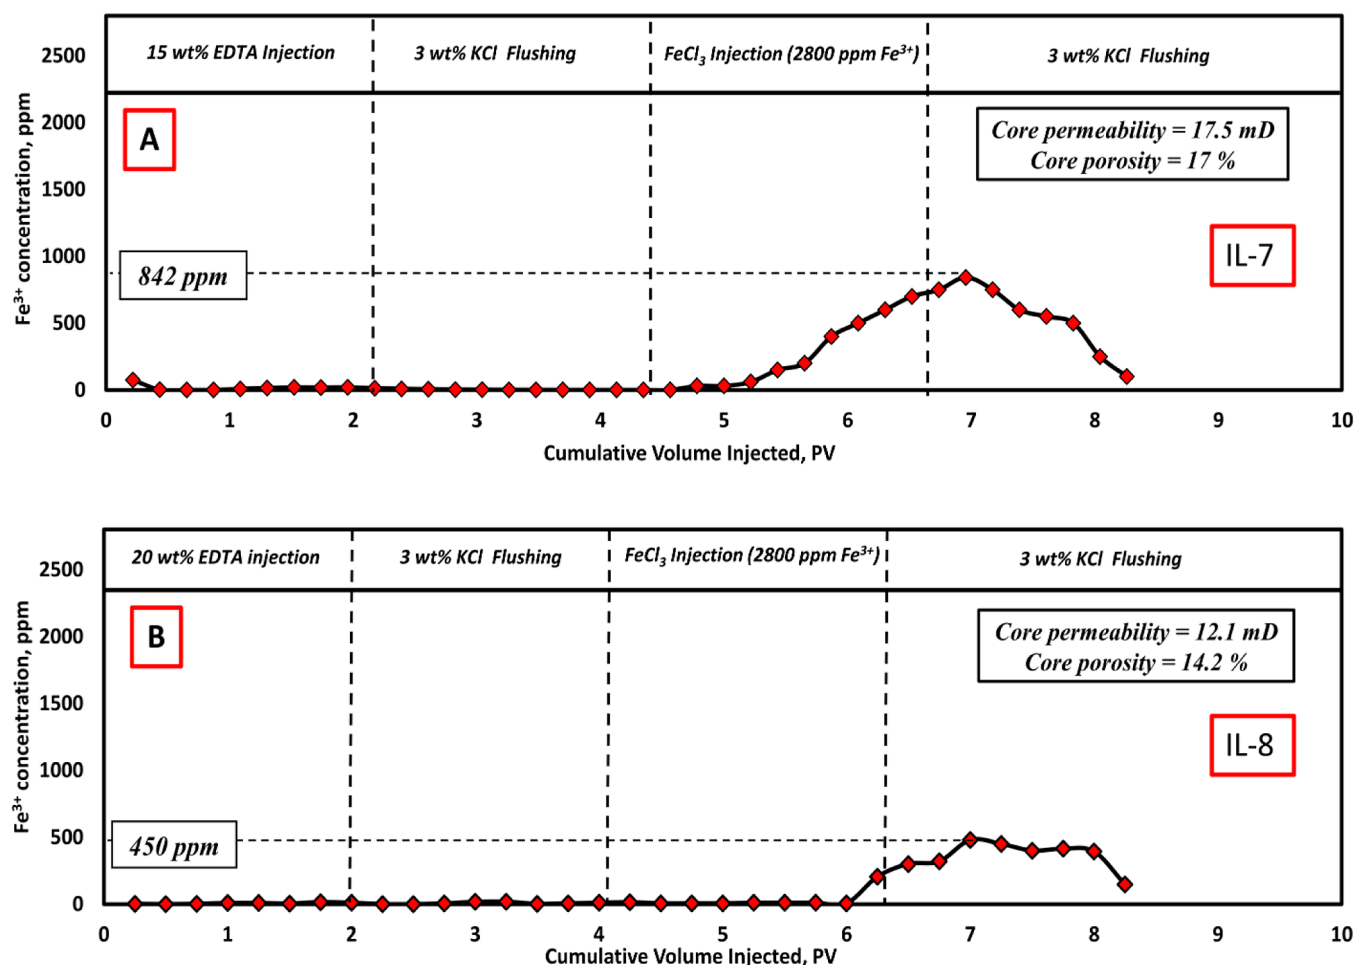 15 wt% EDTA Injection
3 wt% KCl Flushing
FeCl₃ Injection (2800 ppm Fe³⁺)
3 wt% KCl Flushing
A
Core permeability = 17.5 mD
Core porosity = 17 %
IL-7
842 ppm
Fe³⁺ concentration, ppm
2500
2000
1500
1000
500
0
0 1 2 3 4 5 6 7 8 9 10
Cumulative Volume Injected, PV
20 wt% EDTA injection
3 wt% KCl Flushing
FeCl₃ Injection (2800 ppm Fe³⁺)
3 wt% KCl Flushing
B
Core permeability = 12.1 mD
Core porosity = 14.2 %
IL-8
450 ppm
Fe³⁺ concentration, ppm
2500
2000
1500
1000
500
0
0 1 2 3 4 5 6 7 8 9 10
Cumulative Volume Injected, PV